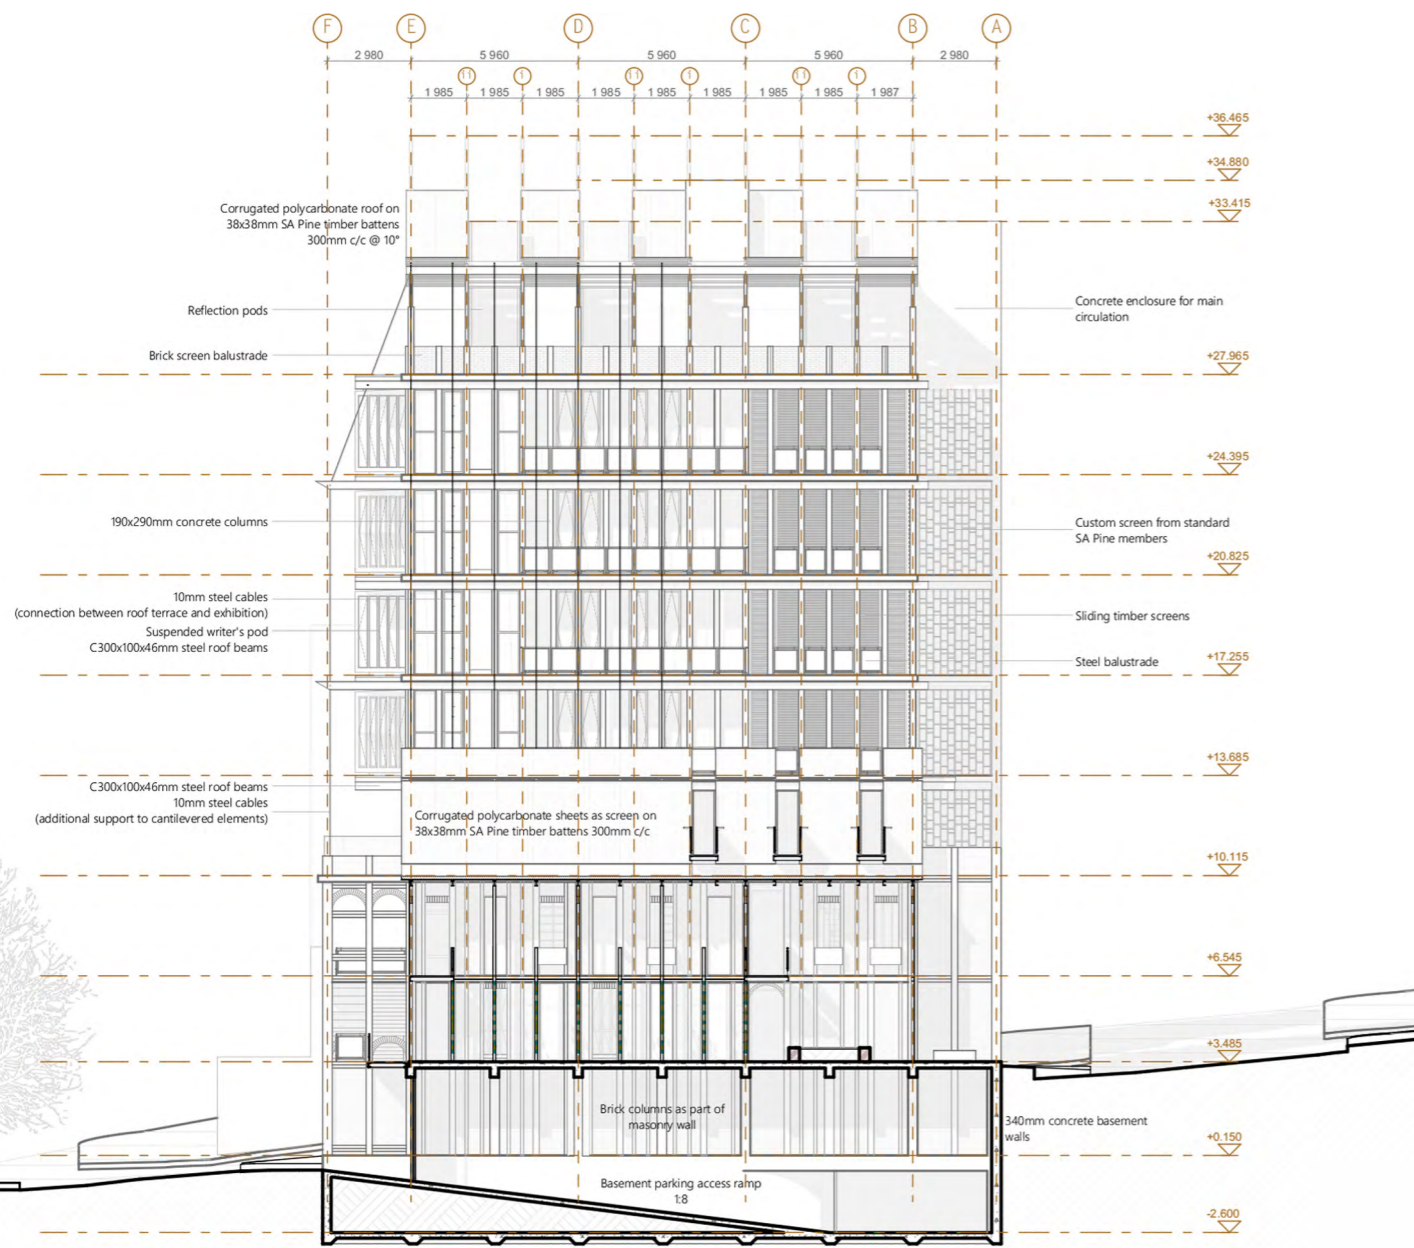 F E D C B A
2 980 5 960 5 960 5 960 2 980
11 1 11 1 11 1
1 985 1 985 1 985 1 985 1 985 1 985 1 985 1 985 1 987
+36.465
+34.880
+33.415
Corrugated polycarbonate roof on
38x38mm SA Pine timber battens
300mm c/c @ 10°
Reflection pods
Concrete enclosure for main
circulation
Brick screen balustrade
+27.965
+24.395
190x290mm concrete columns
Custom screen from standard
SA Pine members
+20.825
10mm steel cables
(connection between roof terrace and exhibition)
Suspended writer's pod
C300x100x46mm steel roof beams
Sliding timber screens
Steel balustrade
+17.255
+13.685
C300x100x46mm steel roof beams
10mm steel cables
(additional support to cantilevered elements)
Corrugated polycarbonate sheets as screen on
38x38mm SA Pine timber battens 300mm c/c
+10.115
+6.545
+3.485
Brick columns as part of
masonry wall
340mm concrete basement
walls
+0.150
Basement parking access ramp
1:8
-2.600